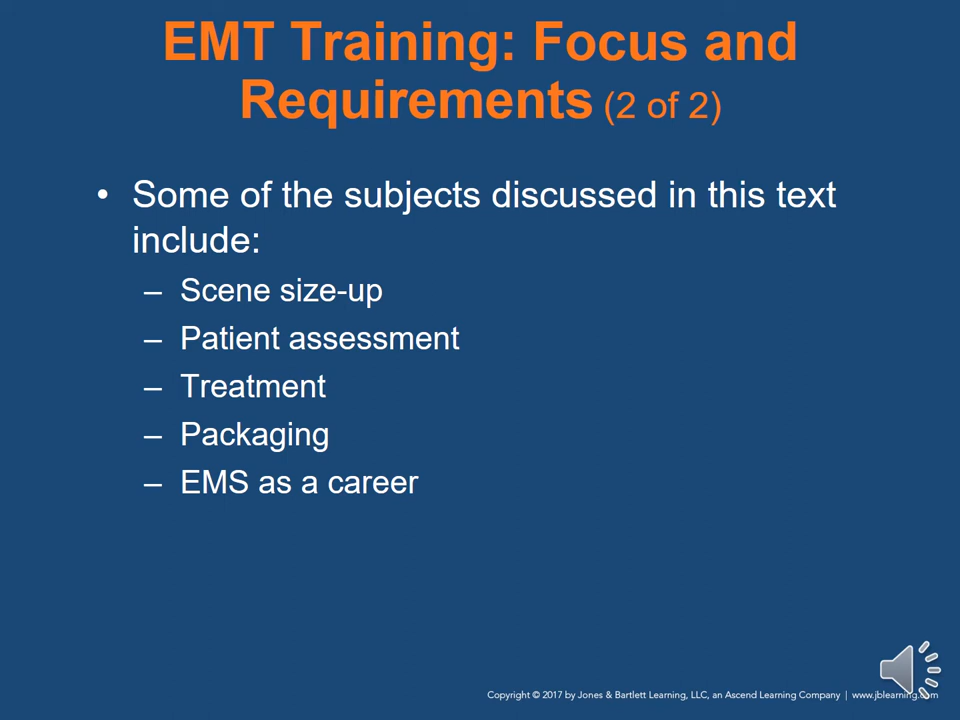 EMT Training: Focus and
Requirements (2 of 2)
• Some of the subjects discussed in this text
include:
– Scene size-up
– Patient assessment
– Treatment
– Packaging
– EMS as a career
Copyright © 2017 by Jones & Bartlett Learning, LLC, an Ascend Learning Company | www.jblearning.com